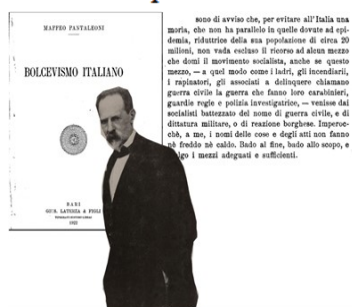 MAFFEO PANTALEONI
BOLCEVISMO ITALIANO
BARI
GIUS. LATERZA & FIGLI
1922
sono di avviso che, per evitare all'Italia una
moria, che non ha parallelo in quelle dovute ad epi-
demia, riduttrice della sua popolazione di circa 20
milioni, non vada escluso il ricorso ad alcun mezzo
che domi il movimento socialista, anche se questo
mezzo, — a quel modo come i ladri, gli incendiarii,
i rapinatori, gli associati a delinquere chiamano
guerra civile la guerra che fanno loro carabinieri,
guardie regie e polizia investigatrice, — venisse dai
socialisti battezzato del nome di guerra civile, e di
dittatura militare, o di reazione borghese. Imperoc-
chè, a me, i nomi delle cose e degli atti non fanno
nè freddo nè caldo. Bado al fine, bado allo scopo, e
i mezzi adeguati e sufficienti.